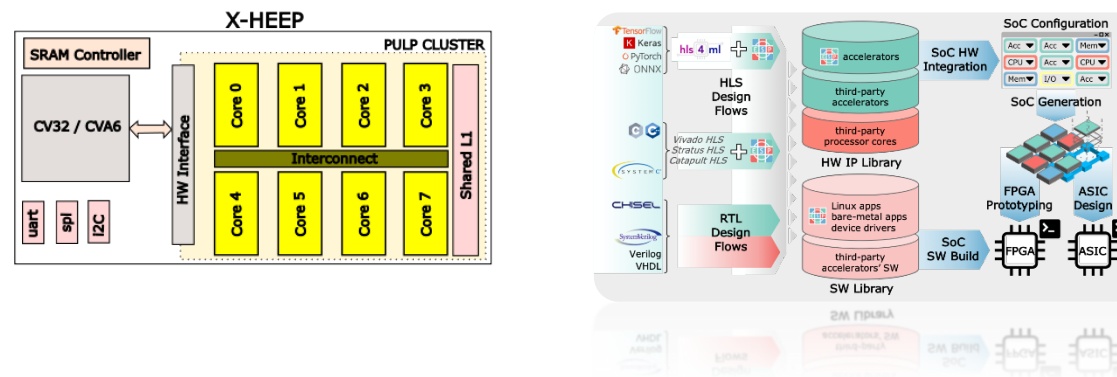 X-HEEP
SRAM Controller
PULP CLUSTER
CV32 / CVA6
HW Interface
Core 0
Core 1
Core 2
Core 3
Interconnect
Core 4
Core 5
Core 6
Core 7
Shared L1
uart
spI
I2C
TensorFlow
K Keras
PyTorch
ONNX
hls 4 ml
HLS
Design
Flows
C C++
Vivado HLS
Stratus HLS
Catapult HLS
SYSTEMC
CHISEL
SystemVerilog
Verilog
VHDL
RTL
Design
Flows
ESP
accelerators
third-party
accelerators
third-party
processor cores
HW IP Library
ESP
Linux apps
bare-metal apps
device drivers
third-party
accelerators' SW
SW Library
SoC HW
Integration
SoC
SW Build
SoC Configuration
Acc Acc Mem
CPU Acc CPU
Mem I/O Acc
SoC Generation
FPGA
Prototyping
ASIC
Design
FPGA
ASIC